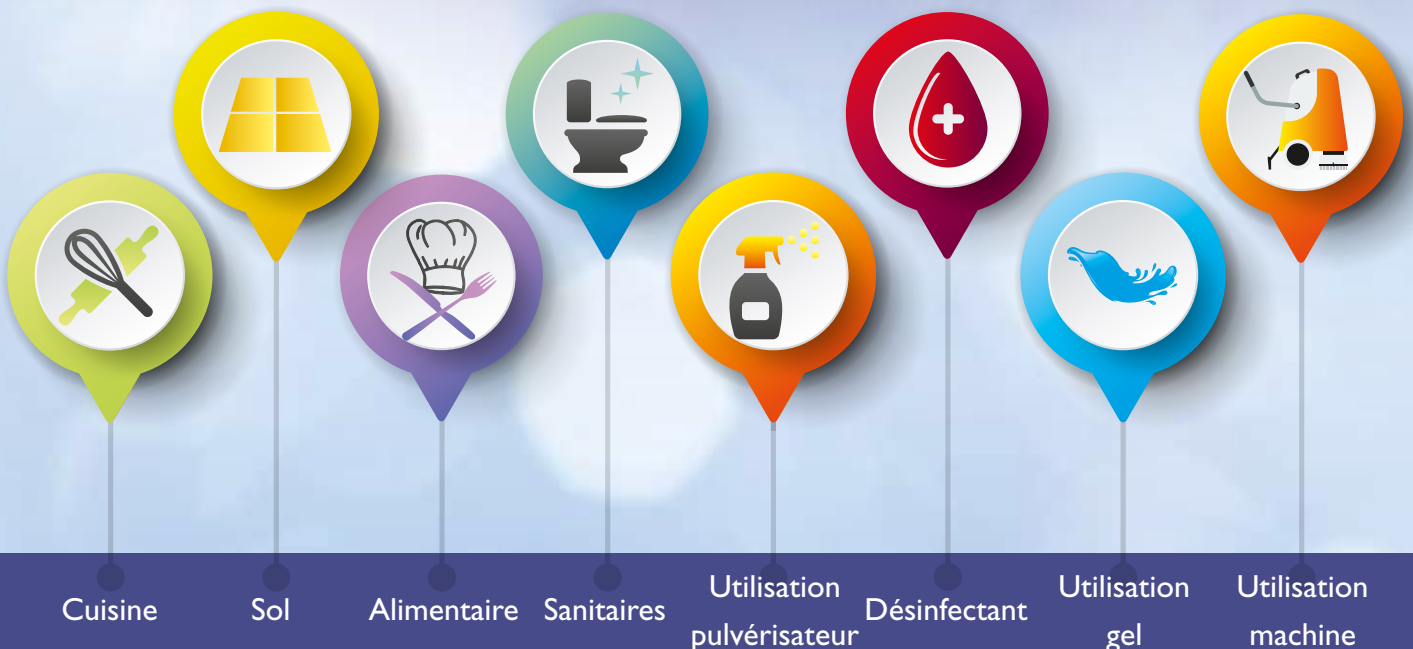 Cuisine
Sol
Alimentaire
Sanitaires
Utilisation
pulvérisateur
Désinfectant
Utilisation
gel
Utilisation
machine